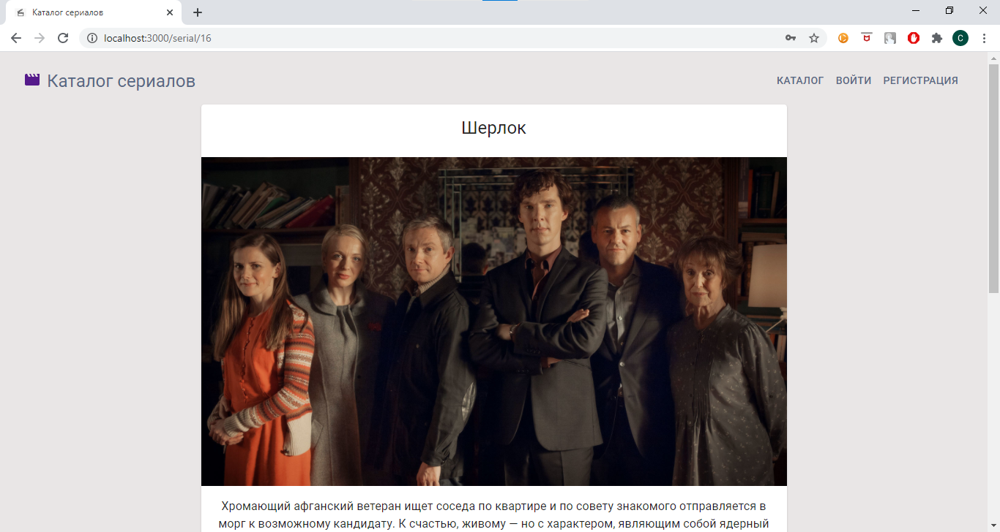 Каталог сериалов
localhost:3000/serial/16
C
Каталог сериалов
КАТАЛОГ ВОЙТИ РЕГИСТРАЦИЯ
Шерлок
Хромающий афганский ветеран ищет соседа по квартире и по совету знакомого отправляется в
морг к возможному кандидату. К счастью, живому — но с характером, являющим собой ядерный